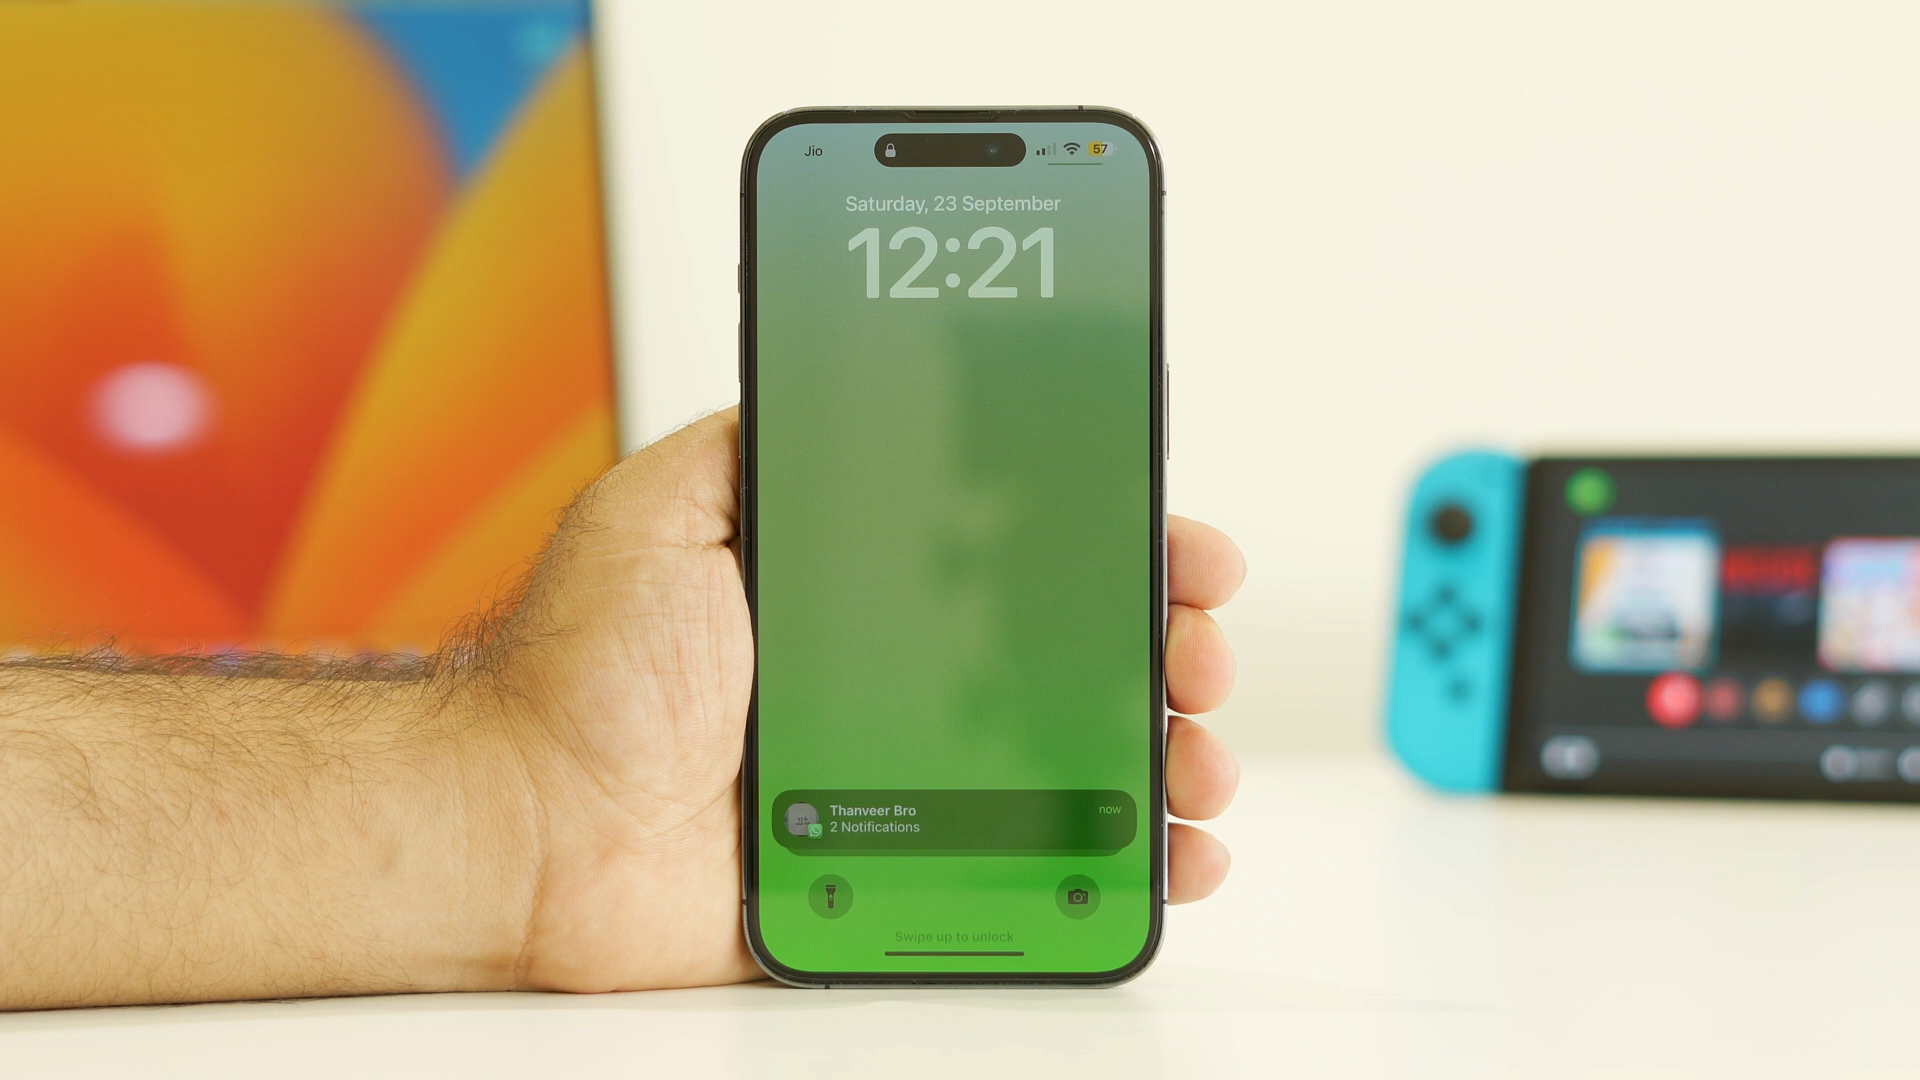 Jio
57
Saturday, 23 September
12:21
Thanveer Bro
now
2 Notifications
Swipe up to unlock